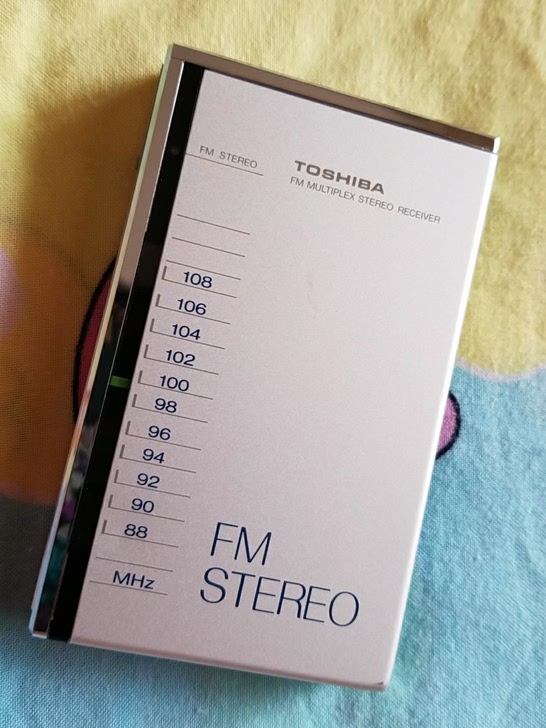 FM STEREO
TOSHIBA
FM MULTIPLEX STEREO RECEIVER
108
106
104
102
100
98
96
94
92
90
88
MHz
FM
STEREO